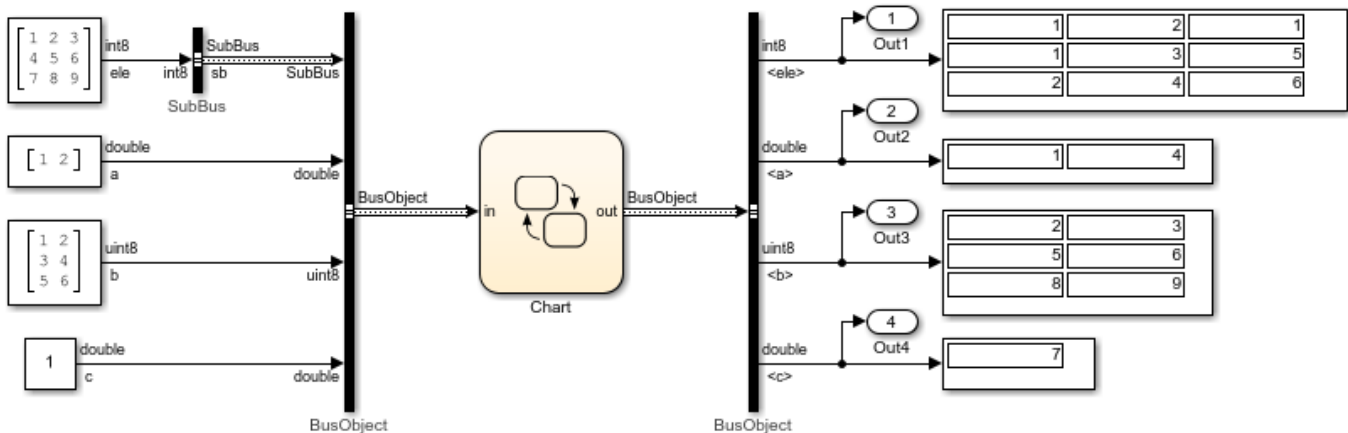 1 2 3
4 5 6
7 8 9
int8
ele
int8
SubBus
SubBus
sb
SubBus
[ 1 2 ]
double
a
double
1 2
3 4
5 6
uint8
b
uint8
1
double
c
double
BusObject
BusObject
in
out
Chart
BusObject
BusObject
int8
<ele>
1
Out1
1 2 1
1 3 5
2 4 6
double
<a>
2
Out2
1 4
uint8
<b>
3
Out3
2 3
5 6
8 9
double
<c>
4
Out4
7